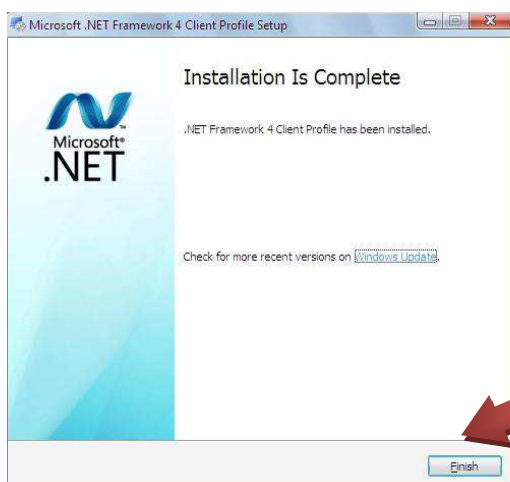 Microsoft .NET Framework 4 Client Profile Setup
Installation Is Complete
.NET Framework 4 Client Profile has been installed.
Microsoft®
.NET
Check for more recent versions on Windows Update.
Finish